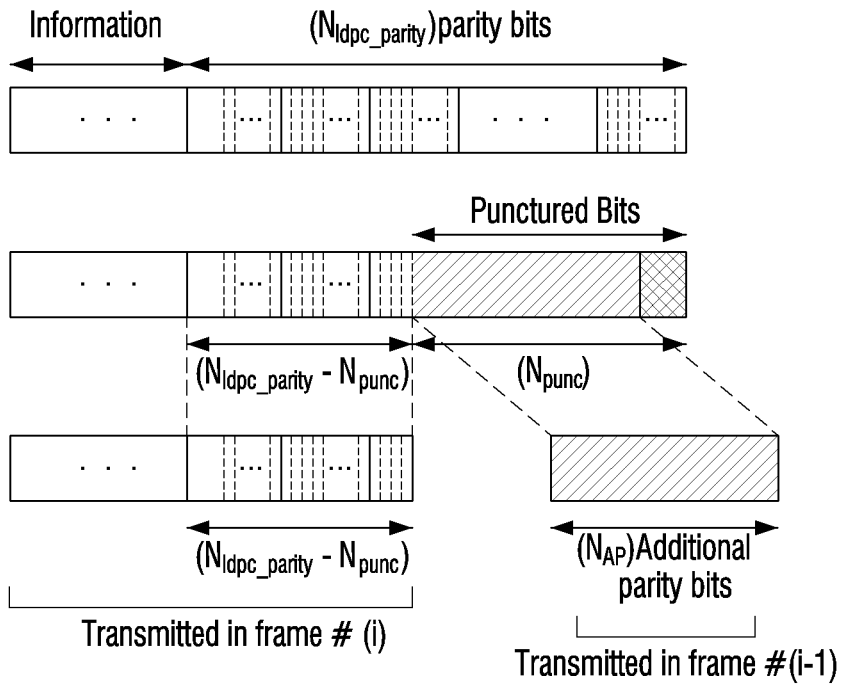 Information
(Nldpc_parity)parity bits
Punctured Bits
(Nldpc_parity - Npunc)
(Npunc)
(Nldpc_parity - Npunc)
(NAP)Additional
parity bits
Transmitted in frame # (i)
Transmitted in frame #(i-1)